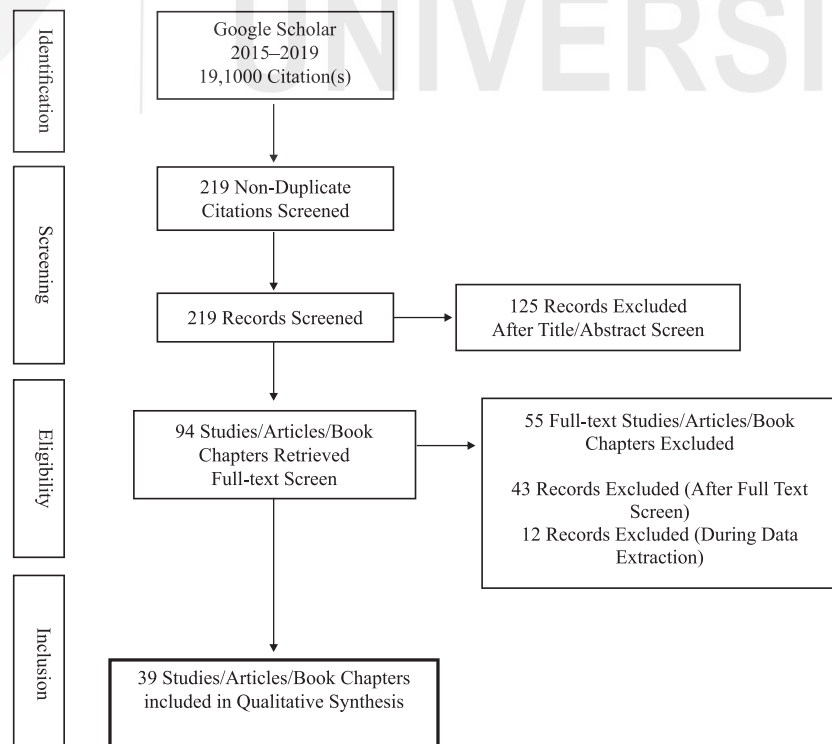 UNIVERSI
Identification
Google Scholar
2015–2019
19,1000 Citation(s)
Screening
219 Non-Duplicate
Citations Screened
219 Records Screened
125 Records Excluded
After Title/Abstract Screen
Eligibility
94 Studies/Articles/Book
Chapters Retrieved
Full-text Screen
55 Full-text Studies/Articles/Book
Chapters Excluded
43 Records Excluded (After Full Text
Screen)
12 Records Excluded (During Data
Extraction)
Inclusion
39 Studies/Articles/Book Chapters
included in Qualitative Synthesis